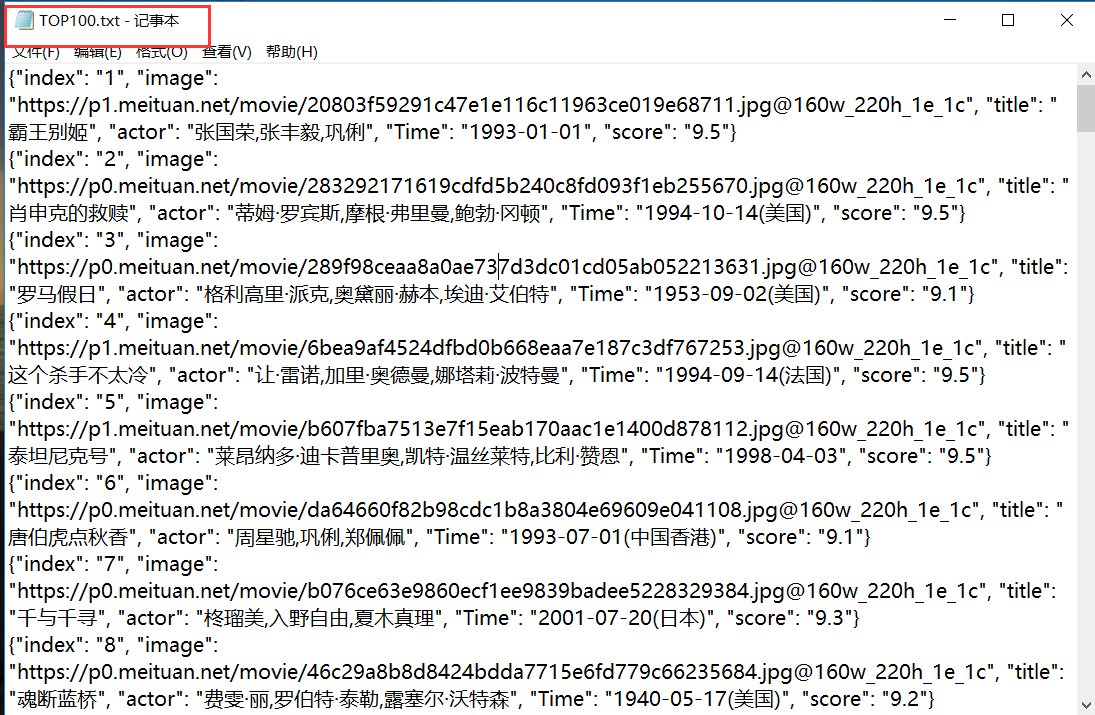 TOP100.txt - 记事本
文件(F) 编辑(E) 格式(O) 查看(V) 帮助(H)
{"index": "1", "image":
"https://p1.meituan.net/movie/20803f59291c47e1e116c11963ce019e68711.jpg@160w_220h_1e_1c", "title": "
霸王别姬", "actor": "张国荣,张丰毅,巩俐", "Time": "1993-01-01", "score": "9.5"}
{"index": "2", "image":
"https://p0.meituan.net/movie/283292171619cdfd5b240c8fd093f1eb255670.jpg@160w_220h_1e_1c", "title": "
肖申克的救赎", "actor": "蒂姆·罗宾斯,摩根·弗里曼,鲍勃·冈顿", "Time": "1994-10-14(美国)", "score": "9.5"}
{"index": "3", "image":
"https://p0.meituan.net/movie/289f98ceaa8a0ae737d3dc01cd05ab052213631.jpg@160w_220h_1e_1c", "title":
"罗马假日", "actor": "格利高里·派克,奥黛丽·赫本,埃迪·艾伯特", "Time": "1953-09-02(美国)", "score": "9.1"}
{"index": "4", "image":
"https://p1.meituan.net/movie/6bea9af4524dfbd0b668eaa7e187c3df767253.jpg@160w_220h_1e_1c", "title": "
这个杀手不太冷", "actor": "让·雷诺,加里·奥德曼,娜塔莉·波特曼", "Time": "1994-09-14(法国)", "score": "9.5"}
{"index": "5", "image":
"https://p1.meituan.net/movie/b607fba7513e7f15eab170aac1e1400d878112.jpg@160w_220h_1e_1c", "title": "
泰坦尼克号", "actor": "莱昂纳多·迪卡普里奥,凯特·温丝莱特,比利·赞恩", "Time": "1998-04-03", "score": "9.5"}
{"index": "6", "image":
"https://p0.meituan.net/movie/da64660f82b98cdc1b8a3804e69609e041108.jpg@160w_220h_1e_1c", "title": "
唐伯虎点秋香", "actor": "周星驰,巩俐,郑佩佩", "Time": "1993-07-01(中国香港)", "score": "9.1"}
{"index": "7", "image":
"https://p0.meituan.net/movie/b076ce63e9860ecf1ee9839badee5228329384.jpg@160w_220h_1e_1c", "title":
"千与千寻", "actor": "柊瑠美,入野自由,夏木真理", "Time": "2001-07-20(日本)", "score": "9.3"}
{"index": "8", "image":
"https://p0.meituan.net/movie/46c29a8b8d8424bdda7715e6fd779c66235684.jpg@160w_220h_1e_1c", "title":
"魂断蓝桥", "actor": "费雯·丽,罗伯特·泰勒,露塞尔·沃特森", "Time": "1940-05-17(美国)", "score": "9.2"}